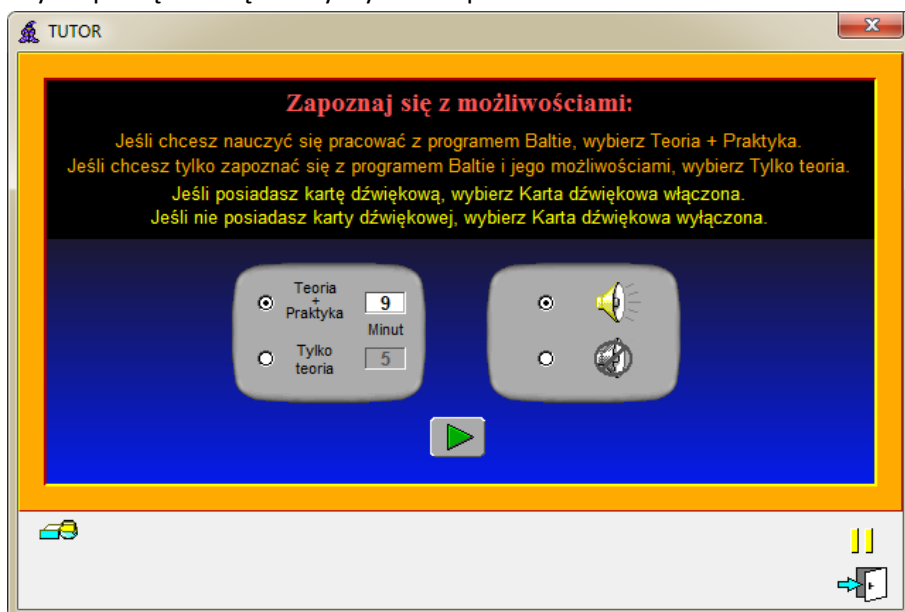 TUTOR
Zapoznaj się z możliwościami:
Jeśli chcesz nauczyć się pracować z programem Baltie, wybierz Teoria + Praktyka.
Jeśli chcesz tylko zapoznać się z programem Baltie i jego możliwościami, wybierz Tylko teoria.
Jeśli posiadasz kartę dźwiękową, wybierz Karta dźwiękowa włączona.
Jeśli nie posiadasz karty dźwiękowej, wybierz Karta dźwiękowa wyłączona.
Teoria
+
Praktyka
9
Minut
Tylko
teoria
5